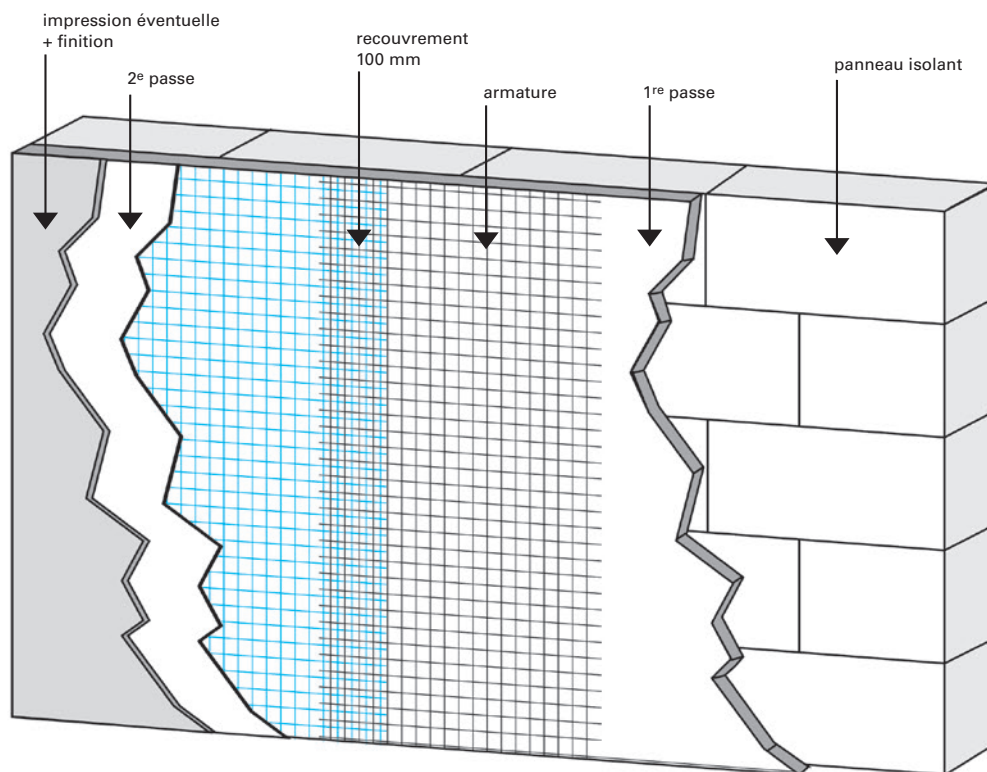 impression éventuelle
+ finition
2e passe
recouvrement
100 mm
armature
1re passe
panneau isolant